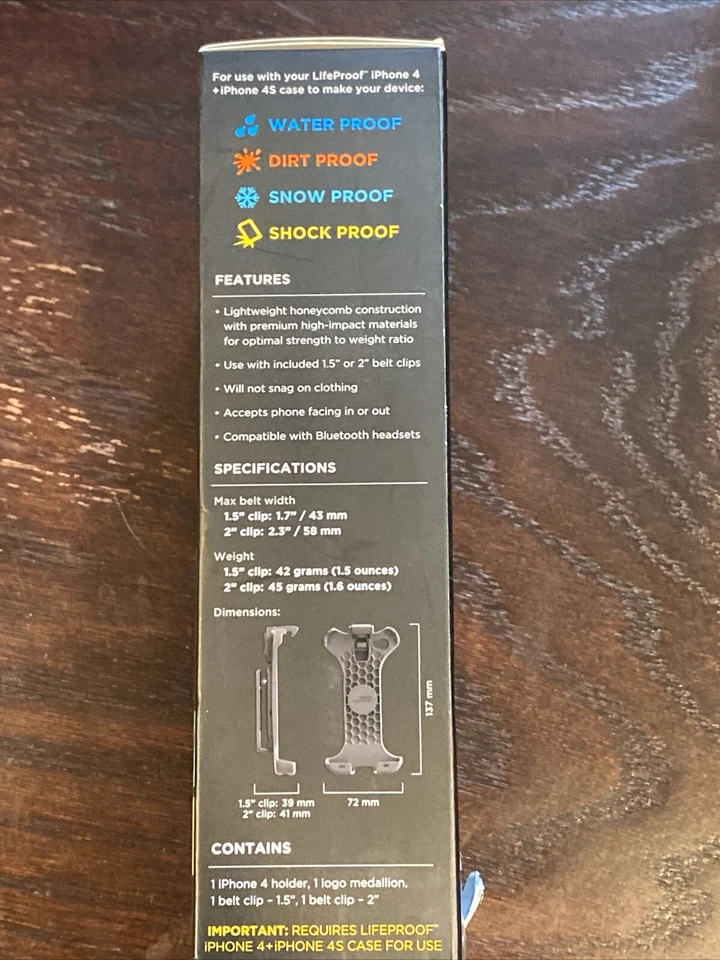 For use with your LifeProof™ iPhone 4
+iPhone 4S case to make your device:
WATER PROOF
DIRT PROOF
SNOW PROOF
SHOCK PROOF
FEATURES
• Lightweight honeycomb construction
with premium high-impact materials
for optimal strength to weight ratio
• Use with included 1.5" or 2" belt clips
• Will not snag on clothing
• Accepts phone facing in or out
• Compatible with Bluetooth headsets
SPECIFICATIONS
Max belt width
1.5" clip: 1.7" / 43 mm
2" clip: 2.3" / 58 mm
Weight
1.5" clip: 42 grams (1.5 ounces)
2" clip: 45 grams (1.6 ounces)
Dimensions:
137 mm
1.5" clip: 39 mm
2" clip: 41 mm
72 mm
CONTAINS
1 iPhone 4 holder, 1 logo medallion,
1 belt clip - 1.5", 1 belt clip - 2"
IMPORTANT: REQUIRES LIFEPROOF™
iPHONE 4+iPHONE 4S CASE FOR USE